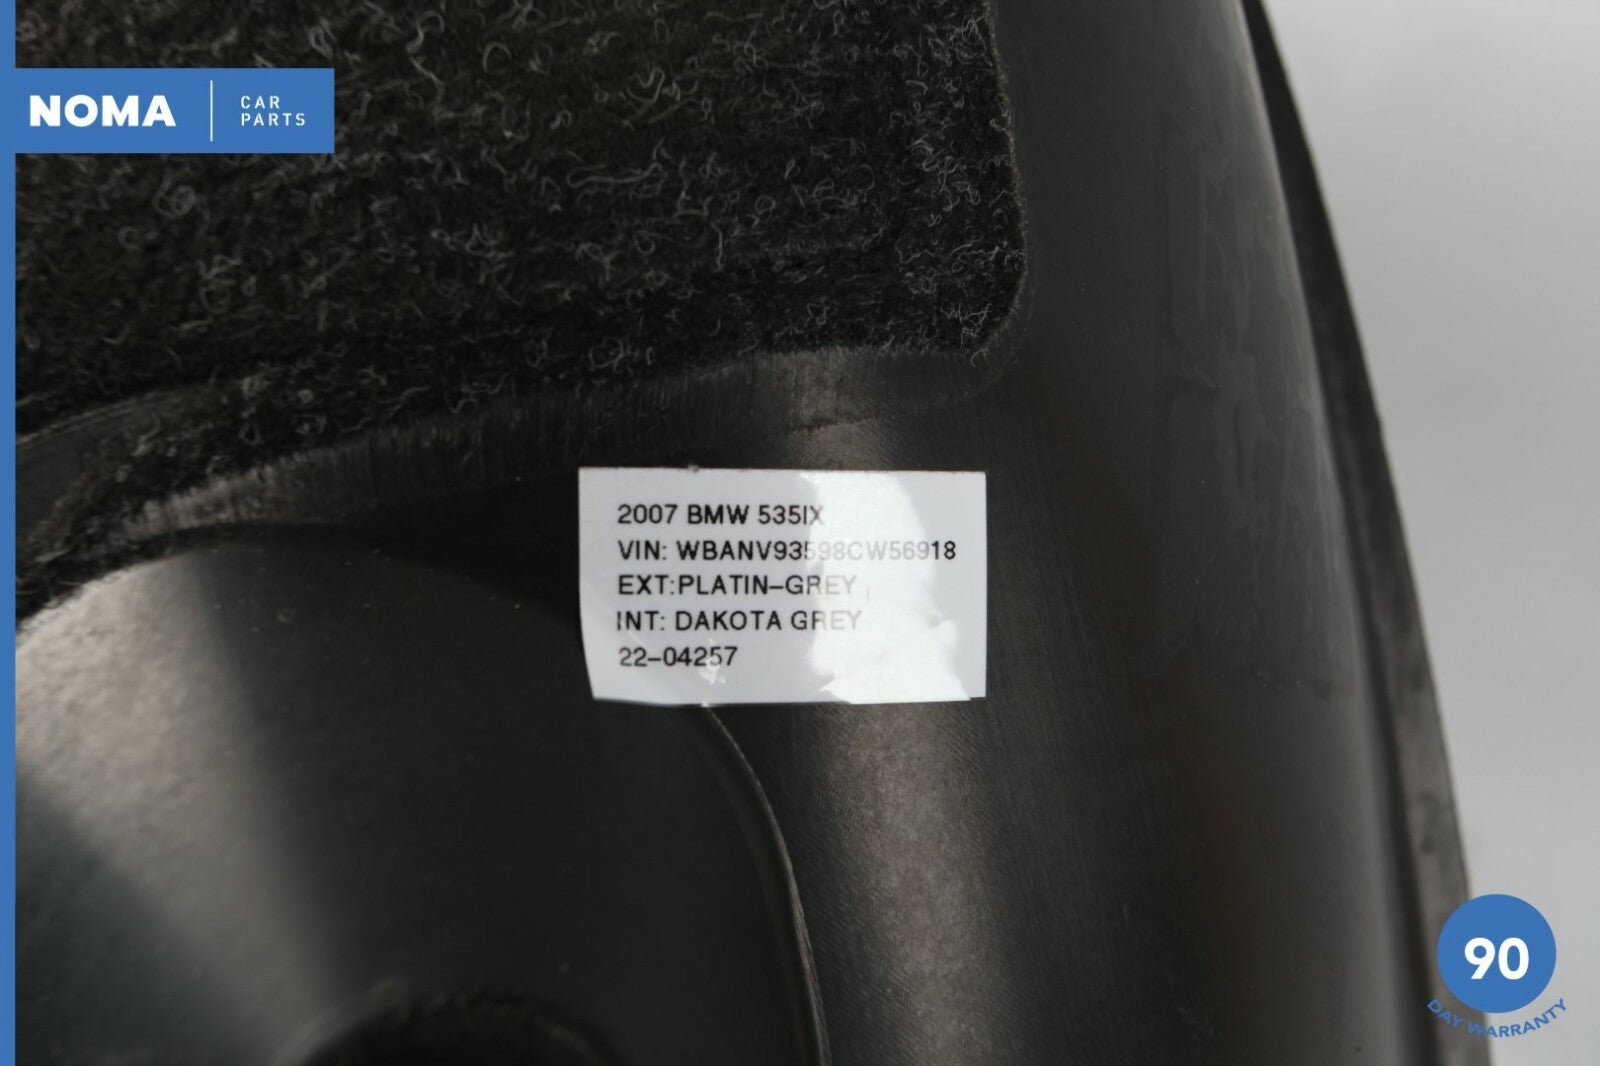 NOMA
CAR
PARTS
2007 BMW 535IX
VIN: WBANV93598CW56918
EXT:PLATIN-GREY
INT: DAKOTA GREY
22-04257
90
DAY WARRANTY